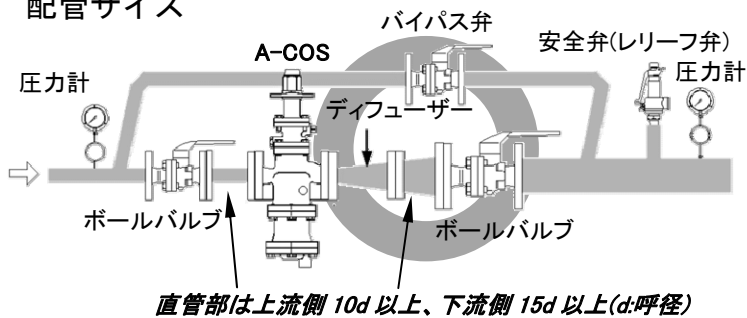 配管サイズ
バイパス弁
安全弁(レリーフ弁)
A-COS
圧力計
圧力計
ディフューザー
ボールバルブ
ボールバルブ
直管部は上流側 10d 以上、下流側 15d 以上(d:呼径)